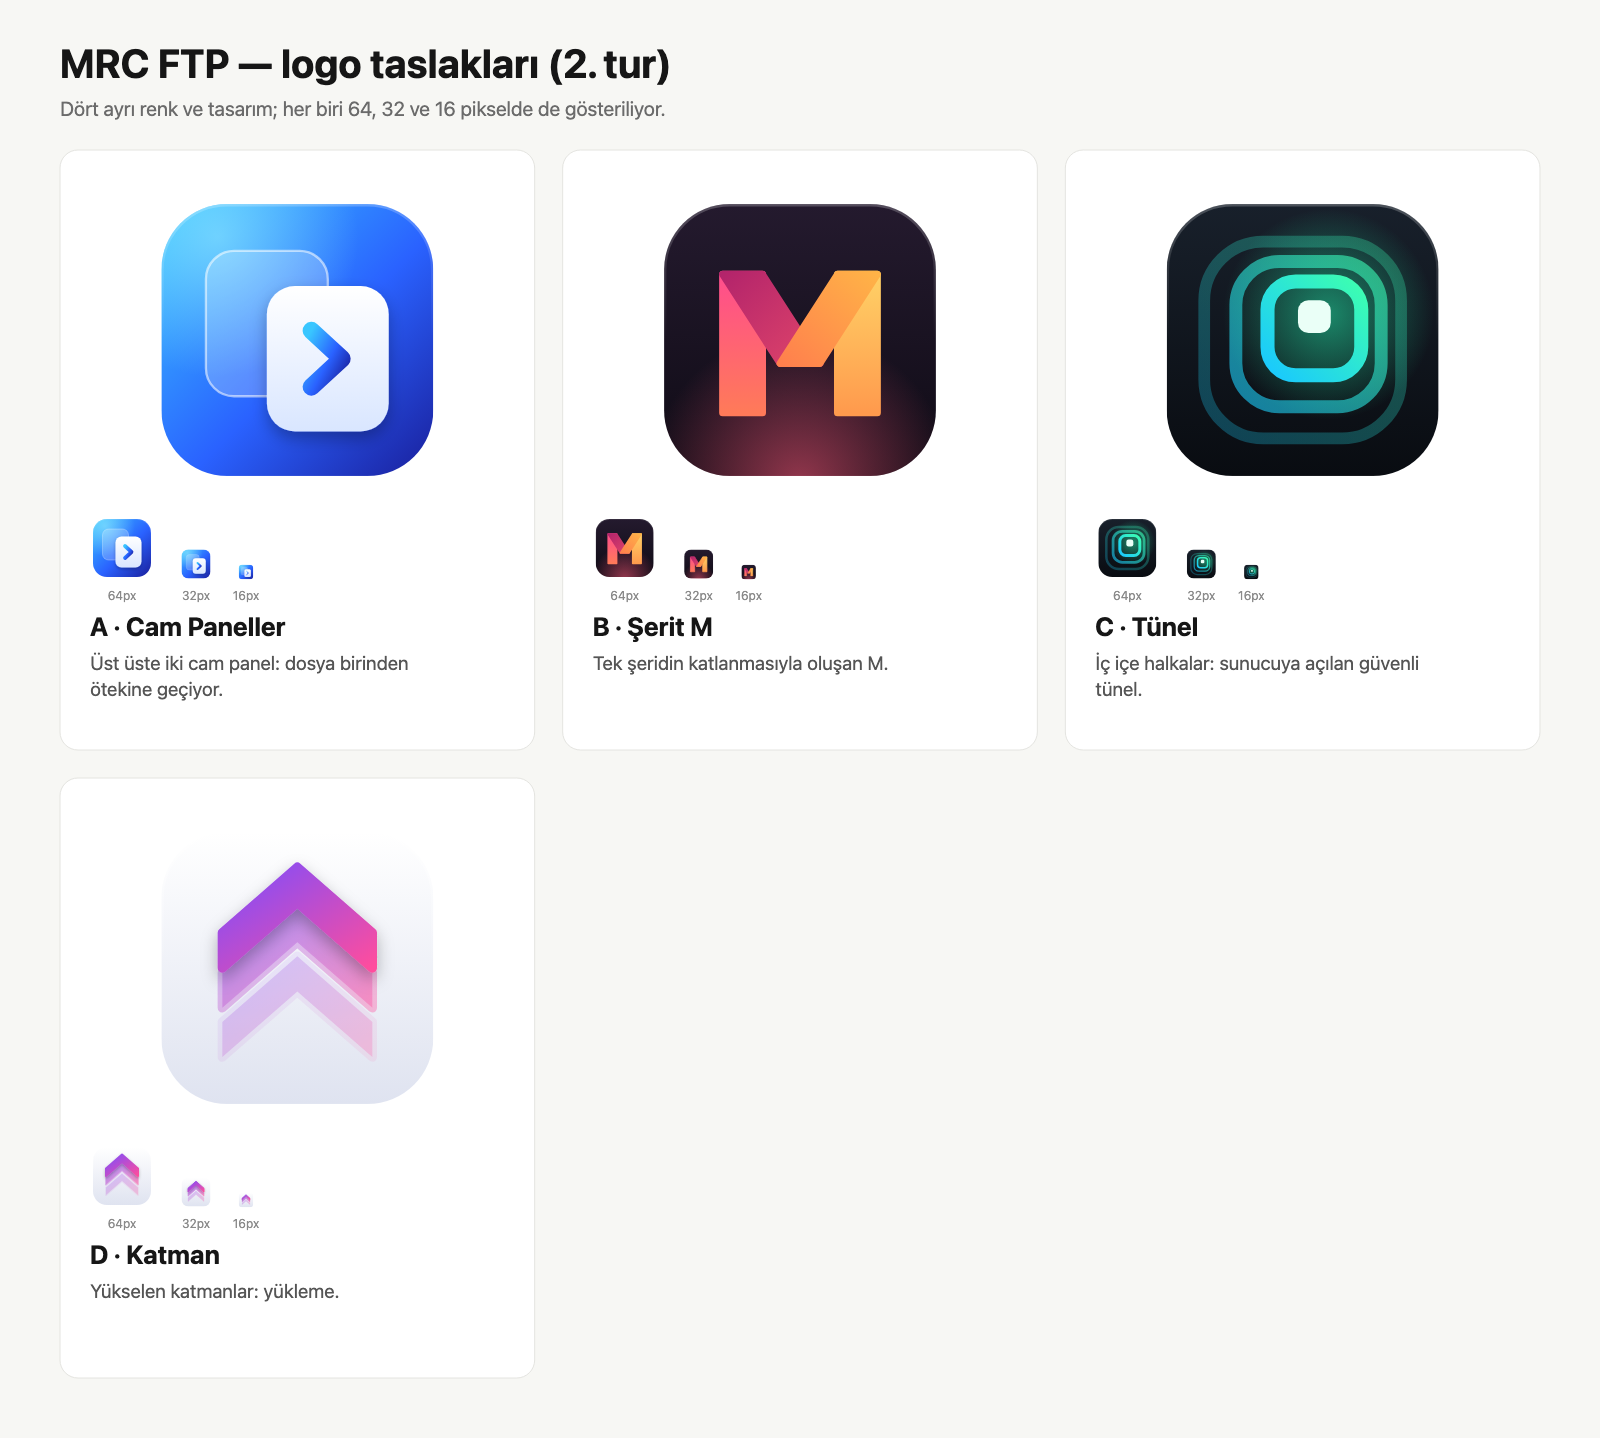 MRC FTP — logo taslakları (2. tur)
Dört ayrı renk ve tasarım; her biri 64, 32 ve 16 pikselde de gösteriliyor.
64px 32px 16px
A · Cam Paneller
Üst üste iki cam panel: dosya birinden
ötekine geçiyor.
M
64px 32px 16px
B · Şerit M
Tek şeridin katlanmasıyla oluşan M.
64px 32px 16px
C · Tünel
İç içe halkalar: sunucuya açılan güvenli
tünel.
64px 32px 16px
D · Katman
Yükselen katmanlar: yükleme.